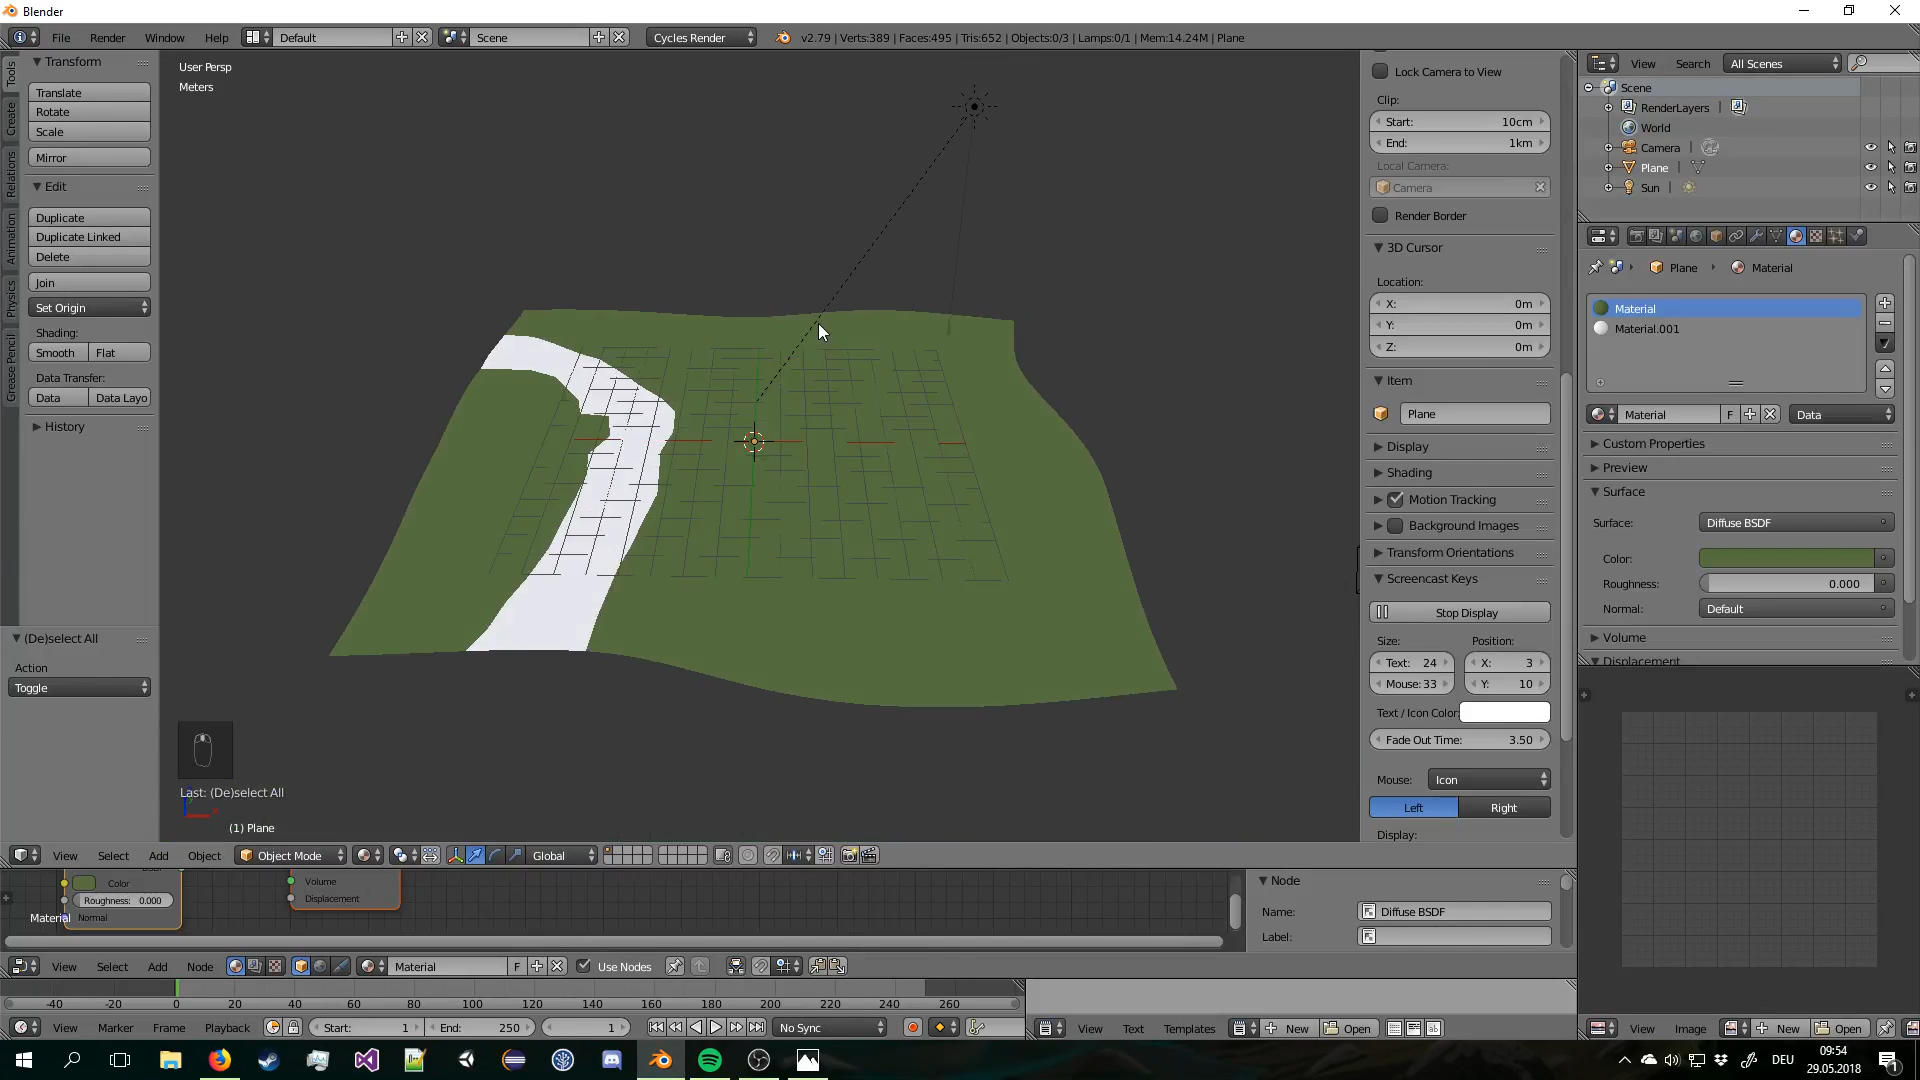 Blender
File Render Window Help Default Scene Cycles Render v2.79 | Verts:389 | Faces:495 | Tris:652 | Objects:0/3 | Lamps:0/1 | Mem:14.24M | Plane
Tools
Create
Relations
Animation
Physics
Grease Pencil
Transform
Translate
Rotate
Scale
Mirror
Edit
Duplicate
Duplicate Linked
Delete
Join
Set Origin
Shading:
Smooth Flat
Data Transfer:
Data Data Layo
History
(De)select All
Action
Toggle
User Persp
Meters
Last: (De)select All
(1) Plane
Lock Camera to View
Clip:
Start: 10cm
End: 1km
Local Camera:
Camera
Render Border
3D Cursor
Location:
X: 0m
Y: 0m
Z: 0m
Item
Plane
Display
Shading
Motion Tracking
Background Images
Transform Orientations
Screencast Keys
Stop Display
Size: Position:
Text: 24 X: 3
Mouse: 33 Y: 10
Text / Icon Color
Fade Out Time: 3.50
Mouse: Icon
Left Right
Display:
View Search All Scenes
Scene
RenderLayers |
World
Camera |
Plane |
Sun |
Plane Material
Material
Material.001
Material F Data
Custom Properties
Preview
Surface
Surface: Diffuse BSDF
Color:
Roughness: 0.000
Normal: Default
Volume
Displacement
View Select Add Object Object Mode Global
Color
Roughness: 0.000
Normal
Material
Volume
Displacement
Node
Name: Diffuse BSDF
Label:
View Select Add Node Material F Use Nodes
-40 -20 0 20 40 60 80 100 120 140 160 180 200 220 240 260
View Marker Frame Playback Start: 1 End: 250 1 No Sync
View Text Templates New Open
View Image New Open
DEU
09:54
29.05.2018
1